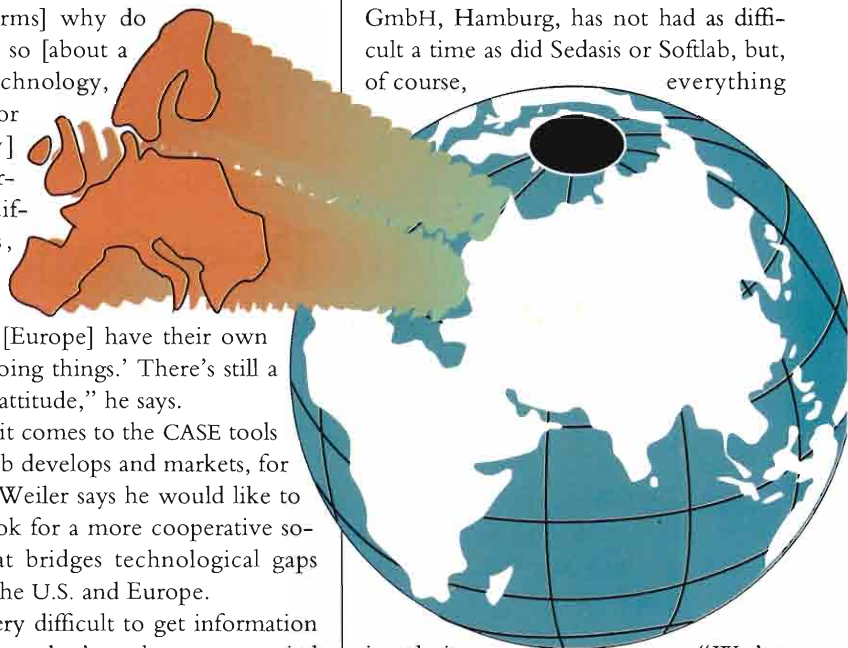 rms] why do
so [about a
chnology,
or
]
r-
if-
,
[Europe] have their own
oing things.' There's still a
attitude," he says.
it comes to the CASE tools
b develops and markets, for
Weiler says he would like to
ok for a more cooperative so-
at bridges technological gaps
he U.S. and Europe.
ery difficult to get information
GmbH, Hamburg, has not had as diffi-
cult a time as did Sedasis or Softlab, but,
of course, everything